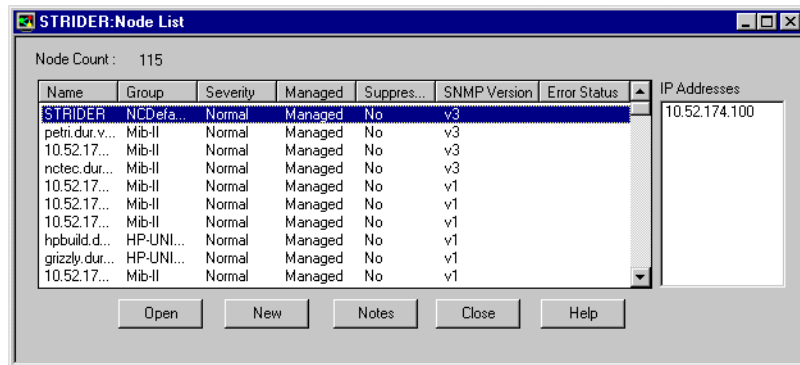 STRIDER:Node List
Node Count : 115
Name Group Severity Managed Suppres... SNMP Version Error Status IP Addresses
STRIDER NCDefa... Normal Managed No v3 10.52.174.100
petri.dur.v... Mib-II Normal Managed No v3
10.52.17... Mib-II Normal Managed No v3
nctec.dur... Mib-II Normal Managed No v3
10.52.17... Mib-II Normal Managed No v1
10.52.17... Mib-II Normal Managed No v1
10.52.17... Mib-II Normal Managed No v1
hpbuild.d... HP-UNI... Normal Managed No v1
grizzly.dur... HP-UNI... Normal Managed No v1
10.52.17... Mib-II Normal Managed No v1
Open New Notes Close Help